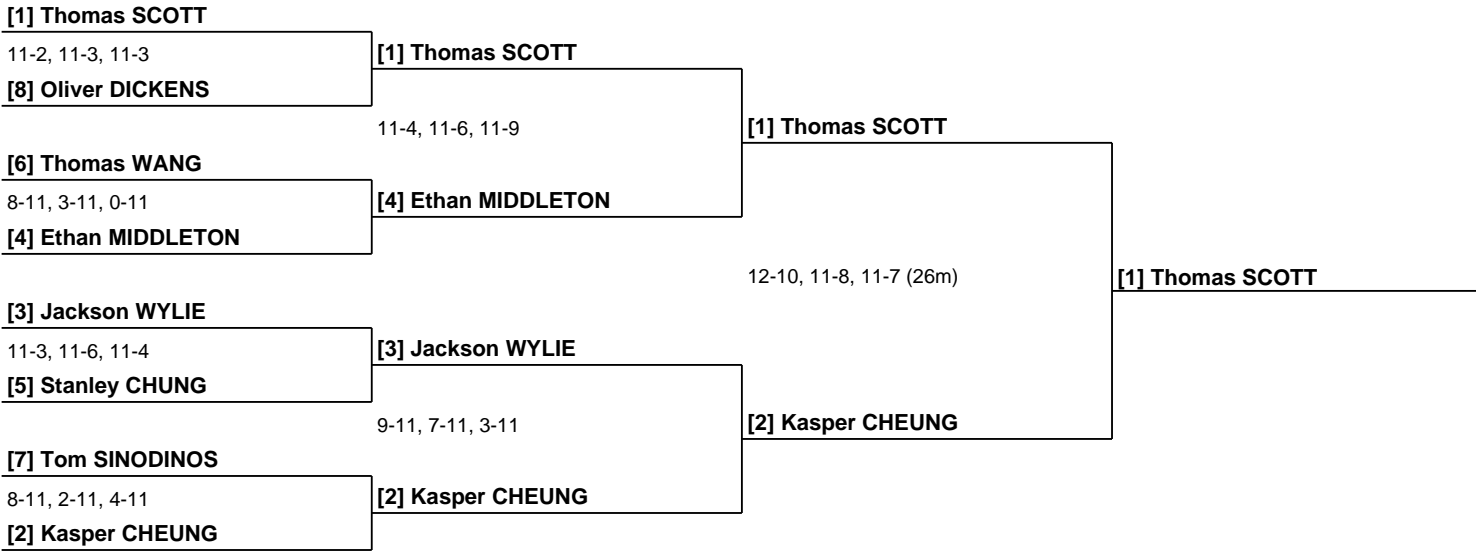 [1] Thomas SCOTT
11-2, 11-3, 11-3
[8] Oliver DICKENS
[1] Thomas SCOTT
11-4, 11-6, 11-9
[6] Thomas WANG
8-11, 3-11, 0-11
[4] Ethan MIDDLETON
[4] Ethan MIDDLETON
[1] Thomas SCOTT
12-10, 11-8, 11-7 (26m)
[1] Thomas SCOTT
[3] Jackson WYLIE
11-3, 11-6, 11-4
[5] Stanley CHUNG
[3] Jackson WYLIE
9-11, 7-11, 3-11
[2] Kasper CHEUNG
[7] Tom SINODINOS
8-11, 2-11, 4-11
[2] Kasper CHEUNG
[2] Kasper CHEUNG